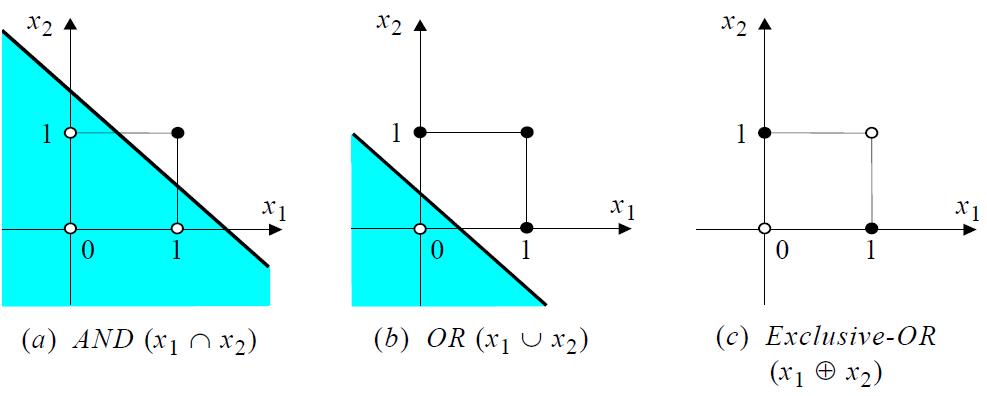 x2
1
0
1
x1
(a) AND (x1 ∩ x2)
x2
1
0
1
x1
(b) OR (x1 ∪ x2)
x2
1
0
1
x1
(c) Exclusive-OR
(x1 ⊕ x2)